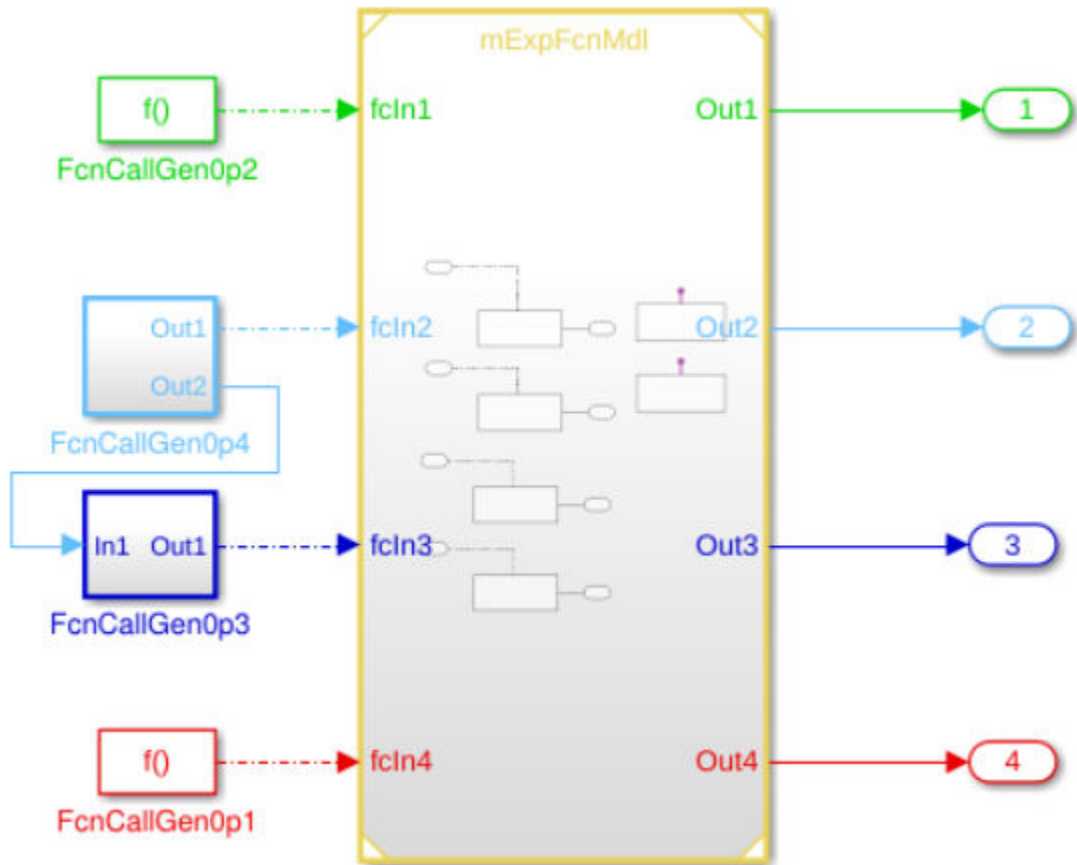 mExpFcnMdl
f()
fcIn1
Out1
1
FcnCallGen0p2
Out1
fcIn2
Out2
2
Out2
FcnCallGen0p4
In1
Out1
fcIn3
Out3
3
FcnCallGen0p3
f()
fcIn4
Out4
4
FcnCallGen0p1